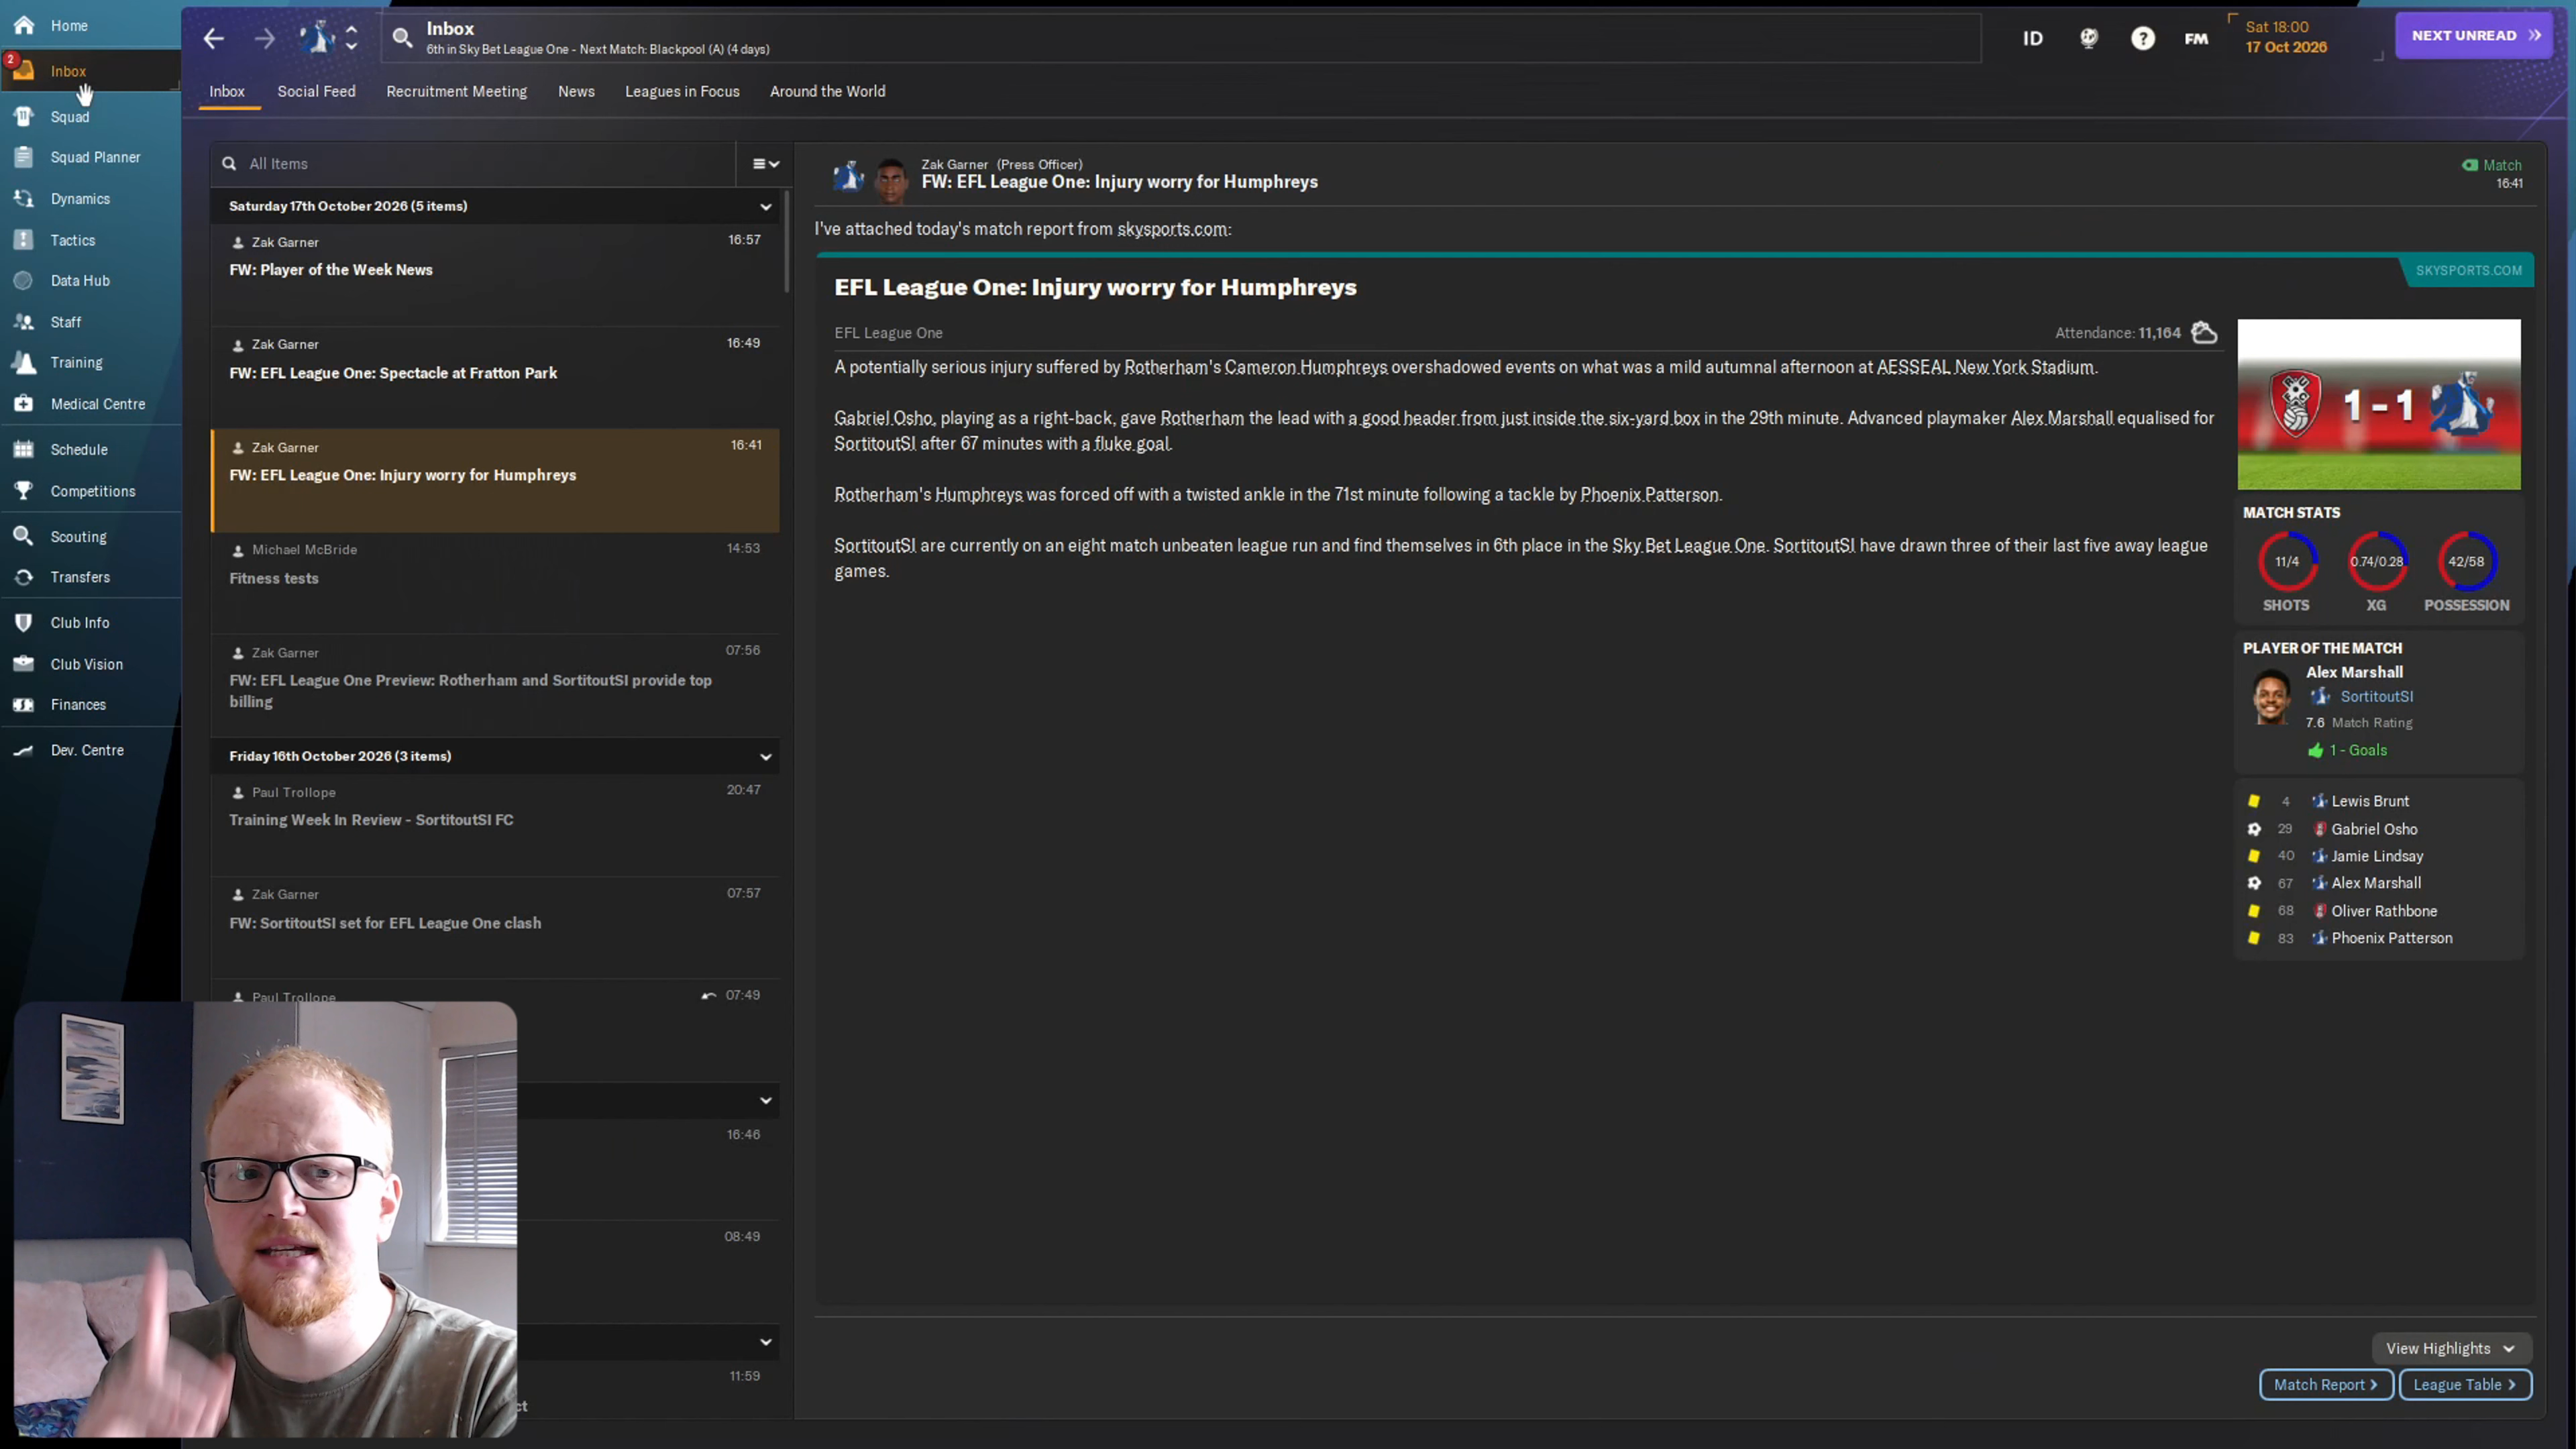 Home
2
Inbox
Squad
Squad Planner
Dynamics
Tactics
Data Hub
Staff
Training
Medical Centre
Schedule
Competitions
Scouting
Transfers
Club Info
Club Vision
Finances
Dev. Centre
Inbox
6th in Sky Bet League One - Next Match: Blackpool (A) (4 days)
ID
?
FM
Sat 18:00
17 Oct 2026
NEXT UNREAD
Inbox
Social Feed
Recruitment Meeting
News
Leagues in Focus
Around the World
All Items
Saturday 17th October 2026 (5 items)
Zak Garner 16:57
FW: Player of the Week News
Zak Garner 16:49
FW: EFL League One: Spectacle at Fratton Park
Zak Garner 16:41
FW: EFL League One: Injury worry for Humphreys
Michael McBride 14:53
Fitness tests
Zak Garner 07:56
FW: EFL League One Preview: Rotherham and SortitoutSI provide top
billing
Friday 16th October 2026 (3 items)
Paul Trollope 20:47
Training Week In Review - SortitoutSI FC
Zak Garner 07:57
FW: SortitoutSI set for EFL League One clash
Paul Trollope 07:49
16:46
08:49
11:59
ct
Zak Garner (Press Officer)
FW: EFL League One: Injury worry for Humphreys
Match
16:41
I've attached today's match report from skysports.com:
SKYSPORTS.COM
EFL League One: Injury worry for Humphreys
EFL League One
Attendance: 11,164
A potentially serious injury suffered by Rotherham's Cameron Humphreys overshadowed events on what was a mild autumnal afternoon at AESSEAL New York Stadium.
Gabriel Osho, playing as a right-back, gave Rotherham the lead with a good header from just inside the six-yard box in the 29th minute. Advanced playmaker Alex Marshall equalised for
SortitoutSI after 67 minutes with a fluke goal.
Rotherham's Humphreys was forced off with a twisted ankle in the 71st minute following a tackle by Phoenix Patterson.
SortitoutSI are currently on an eight match unbeaten league run and find themselves in 6th place in the Sky Bet League One. SortitoutSI have drawn three of their last five away league
games.
1 - 1
MATCH STATS
11/4
0.74/0.28
42/58
SHOTS
XG
POSSESSION
PLAYER OF THE MATCH
Alex Marshall
SortitoutSI
7.6 Match Rating
1 - Goals
4 Lewis Brunt
29 Gabriel Osho
40 Jamie Lindsay
67 Alex Marshall
68 Oliver Rathbone
83 Phoenix Patterson
View Highlights
Match Report
League Table